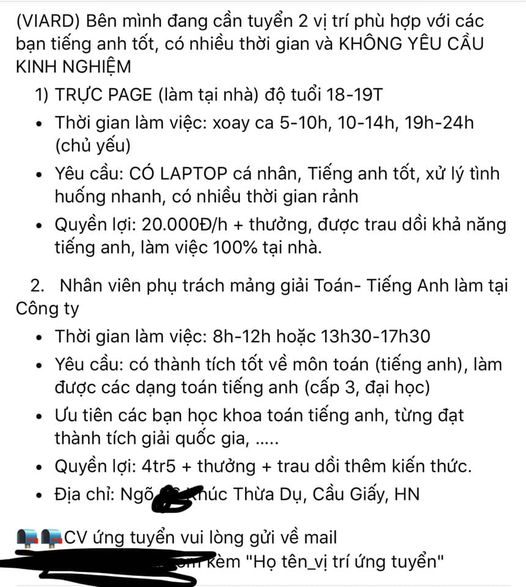 (VIARD) Bên mình đang cần tuyển 2 vị trí phù hợp với các
bạn tiếng anh tốt, có nhiều thời gian và KHÔNG YÊU CẦU
KINH NGHIỆM
1) TRỰC PAGE (làm tại nhà) độ tuổi 18-19T
• Thời gian làm việc: xoay ca 5-10h, 10-14h, 19h-24h
(chủ yếu)
• Yêu cầu: CÓ LAPTOP cá nhân, Tiếng anh tốt, xử lý tình
huống nhanh, có nhiều thời gian rảnh
• Quyền lợi: 20.000Đ/h + thưởng, được trau dồi khả năng
tiếng anh, làm việc 100% tại nhà.
2. Nhân viên phụ trách mảng giải Toán- Tiếng Anh làm tại
Công ty
• Thời gian làm việc: 8h-12h hoặc 13h30-17h30
• Yêu cầu: có thành tích tốt về môn toán (tiếng anh), làm
được các dạng toán tiếng anh (cấp 3, đại học)
• Ưu tiên các bạn học khoa toán tiếng anh, từng đạt
thành tích giải quốc gia, .....
• Quyền lợi: 4tr5 + thưởng + trau dồi thêm kiến thức.
• Địa chỉ: Ngõ Thừa Dụ, Cầu Giấy, HN
CV ứng tuyển vui lòng gửi về mail
kèm "Họ tên_vị trí ứng tuyển"